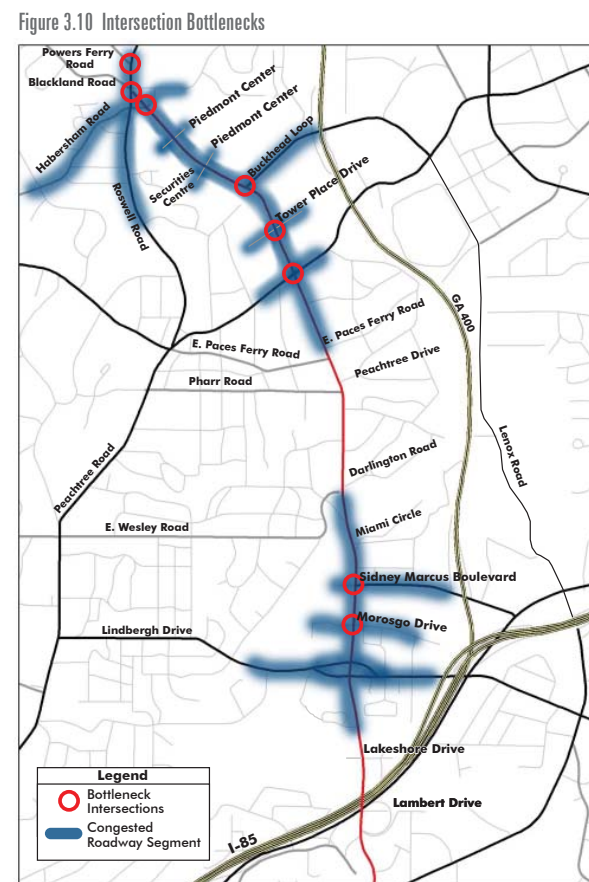 Figure 3.10 Intersection Bottlenecks
Powers Ferry
Road
Blackland Road
Habersham Road
Roswell Road
Piedmont Center
Piedmont Center
Securities
Centre
Buckhead Loop
Tower Place Drive
GA 400
E. Paces Ferry Road
E. Paces Ferry Road
Peachtree Drive
Pharr Road
Peachtree Road
Darlington Road
Lenox Road
Miami Circle
E. Wesley Road
Sidney Marcus Boulevard
Morosgo Drive
Lindbergh Drive
Lakeshore Drive
Lambert Drive
I-85
Legend
Bottleneck
Intersections
Congested
Roadway Segment